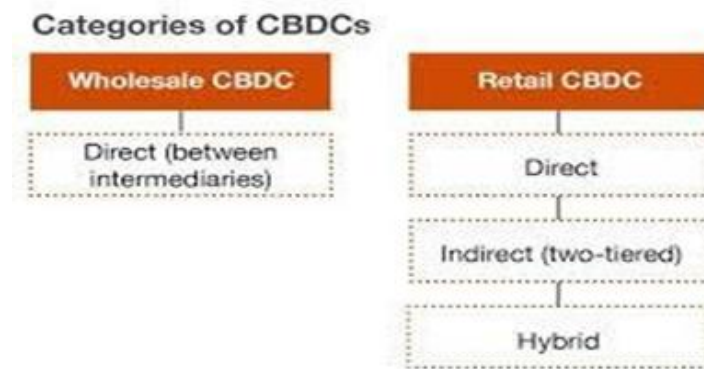 Categories of CBDCs
Wholesale CBDC
Direct (between
intermediaries)
Retail CBDC
Direct
Indirect (two-tiered)
Hybrid